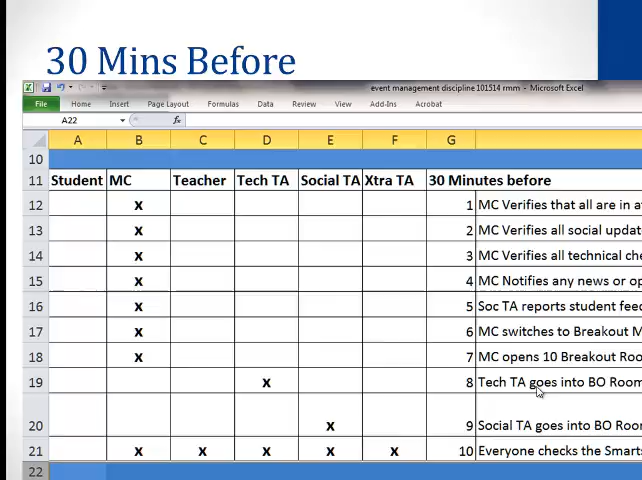 30 Mins Before
event management discipline 101514 rmm - Microsoft Excel
File Home Insert Page Layout Formulas Data Review View Add-Ins Acrobat
A22 fx
A B C D E F G
10
11 Student MC Teacher Tech TA Social TA Xtra TA 30 Minutes before
12 x 1 MC Verifies that all are in a
13 x 2 MC Verifies all social updat
14 x 3 MC Verifies all technical che
15 x 4 MC Notifies any news or op
16 x 5 Soc TA reports student feed
17 x 6 MC switches to Breakout M
18 x 7 MC opens 10 Breakout Roo
19 x 8 Tech TA goes into BO Room
20 x 9 Social TA goes into BO Roo
21 x x x x x 10 Everyone checks the Smart
22